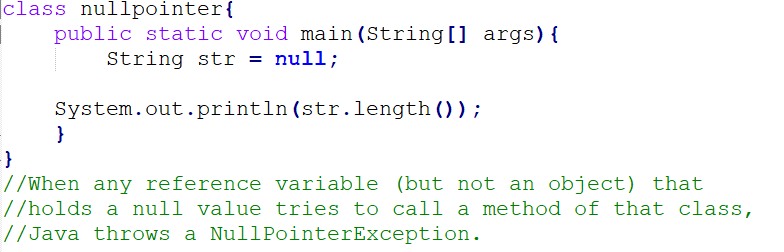 class nullpointer{
    public static void main(String[] args){
        String str = null;

    System.out.println(str.length());
    }
}
//When any reference variable (but not an object) that
//holds a null value tries to call a method of that class,
//Java throws a NullPointerException.